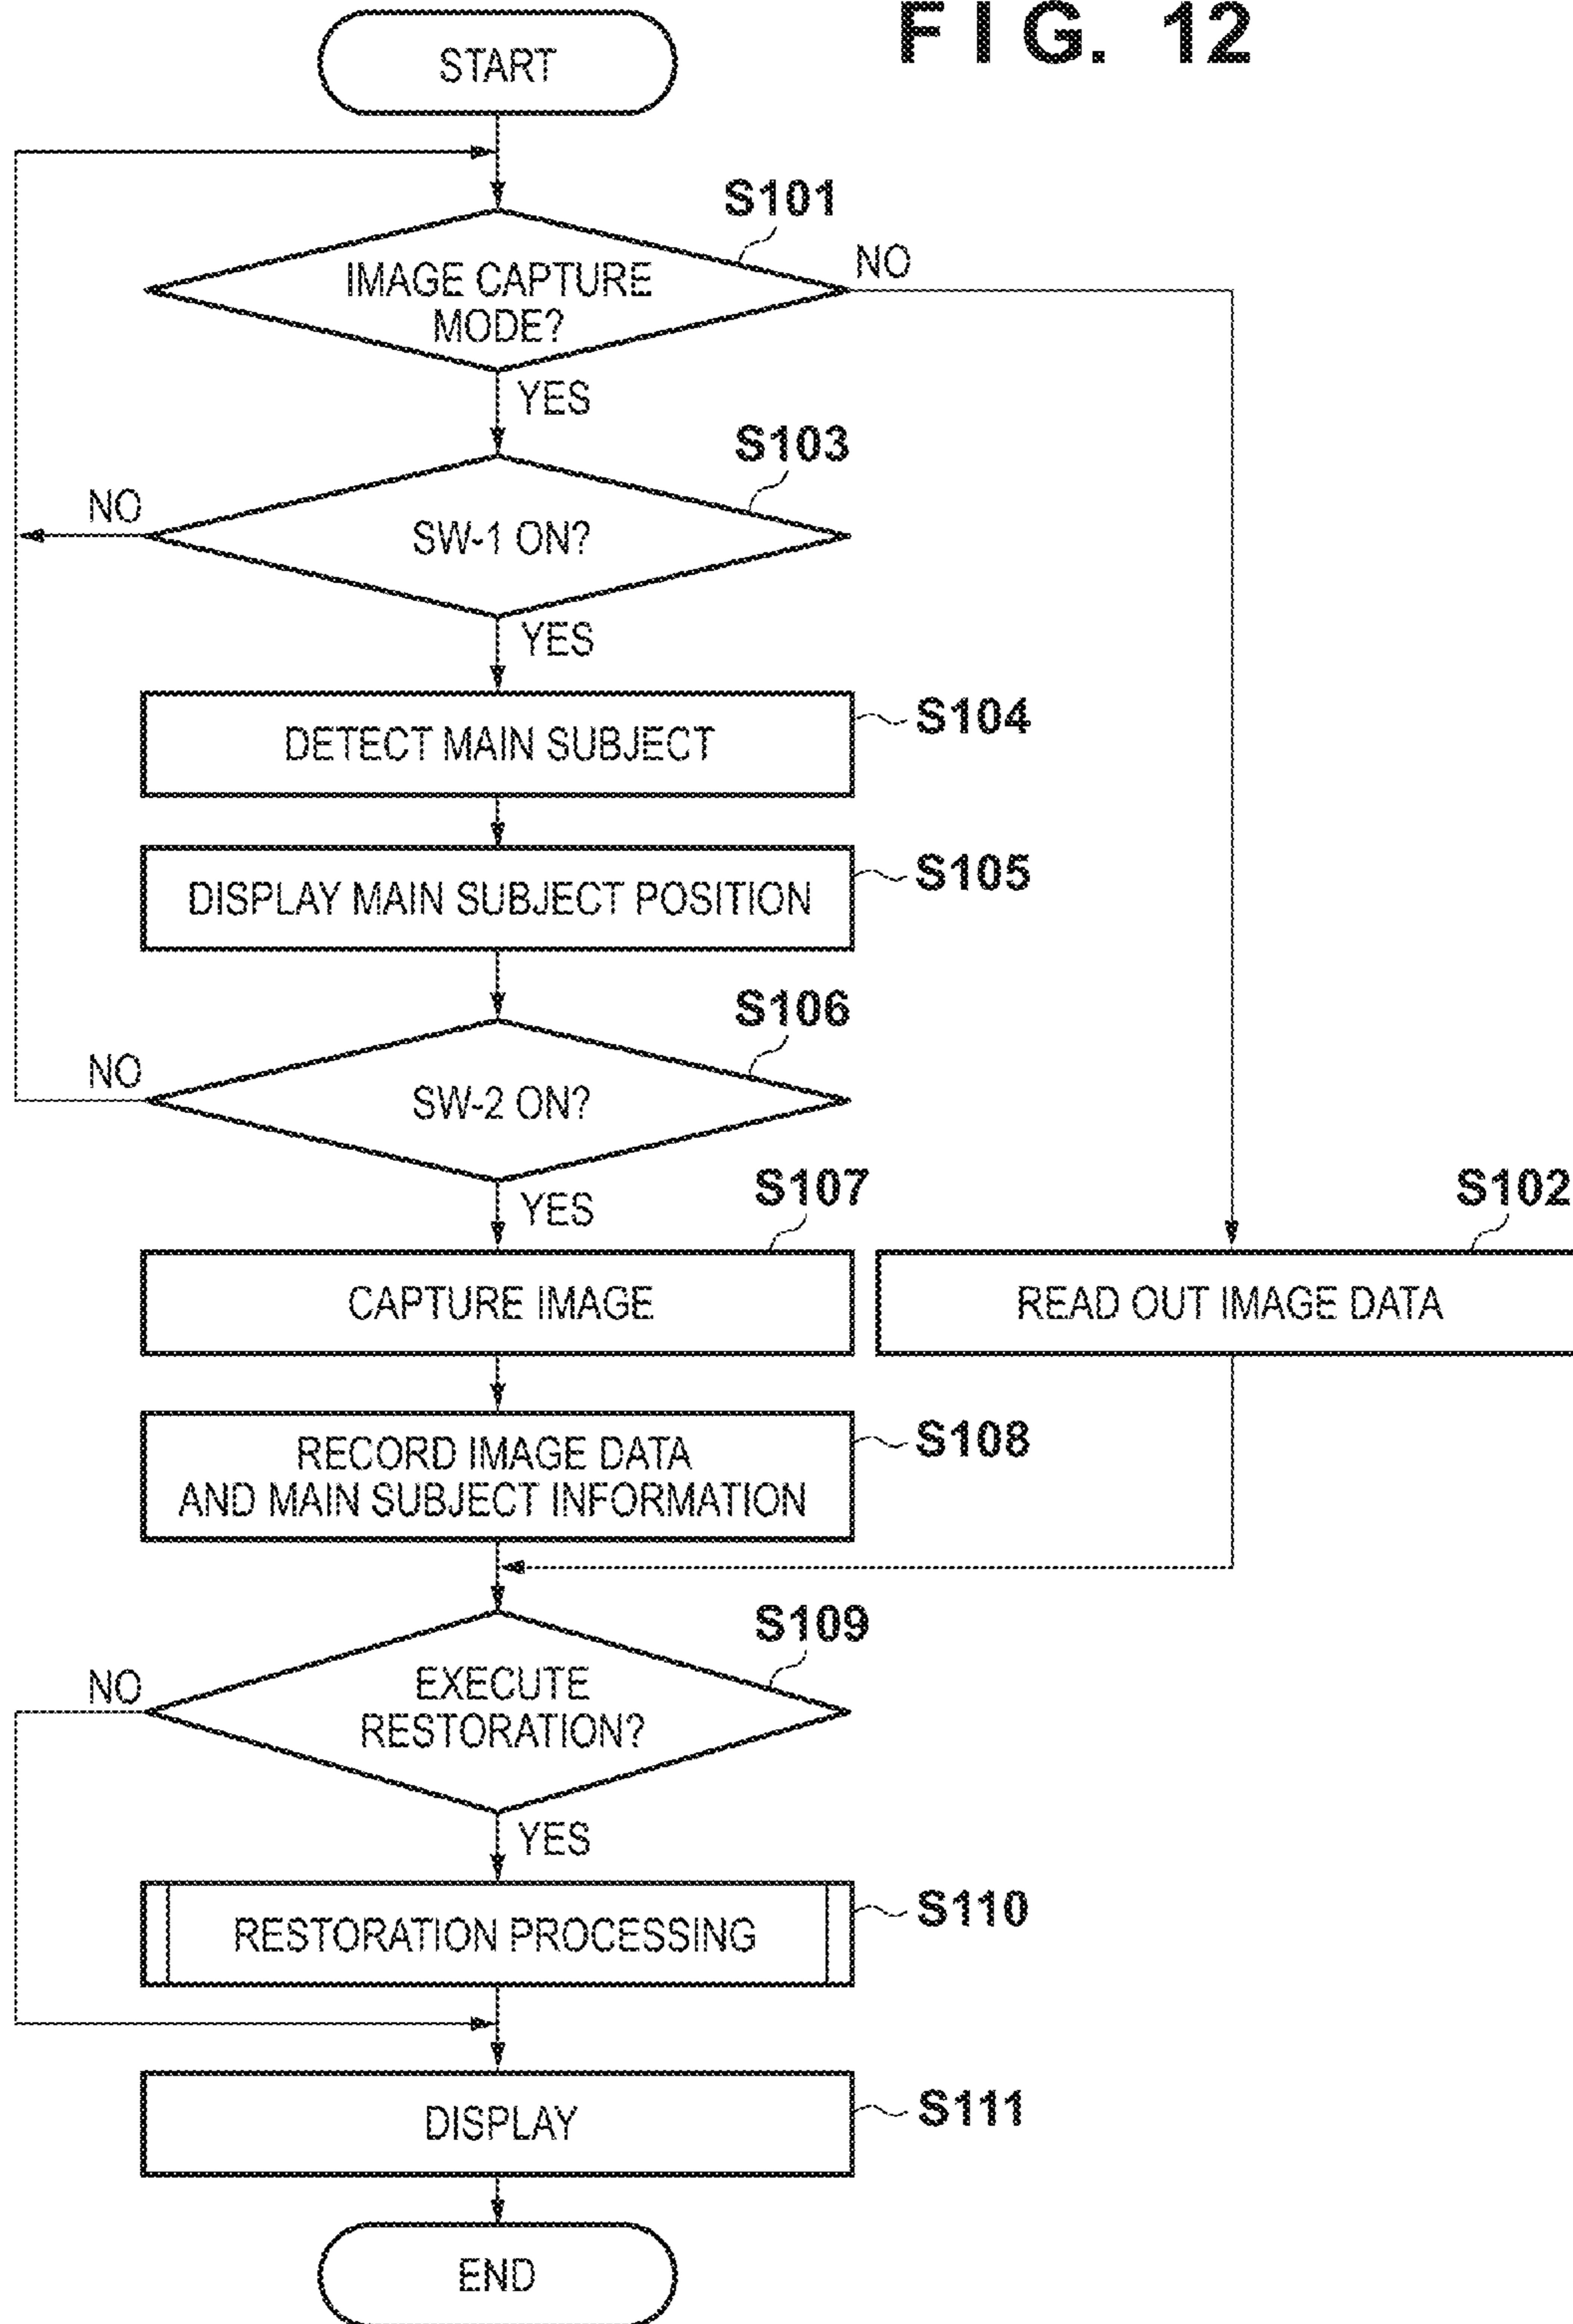 FIG. 12
START
S101
IMAGE CAPTURE
MODE?
NO
YES
S103
SW-1 ON?
NO
YES
DETECT MAIN SUBJECT
S104
DISPLAY MAIN SUBJECT POSITION
S105
S106
SW-2 ON?
NO
YES
S107
CAPTURE IMAGE
S102
READ OUT IMAGE DATA
RECORD IMAGE DATA
AND MAIN SUBJECT INFORMATION
S108
S109
EXECUTE
RESTORATION?
NO
YES
RESTORATION PROCESSING
S110
DISPLAY
S111
END